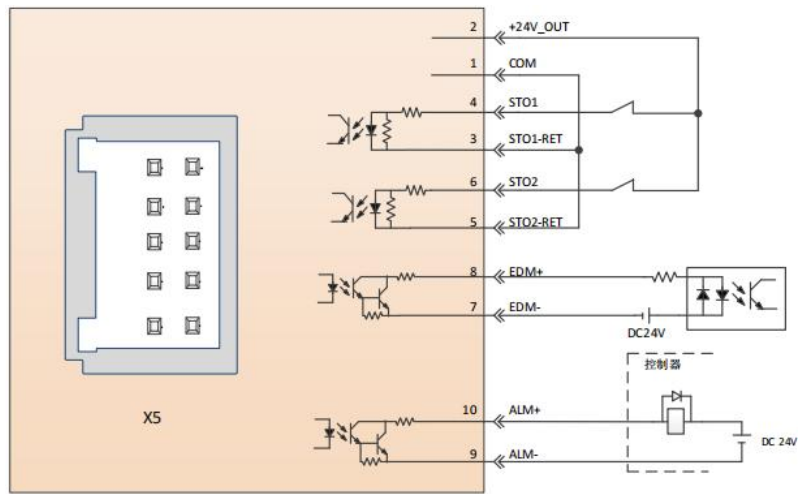 2 +24V_OUT
1 COM
4 STO1
3 STO1-RET
6 STO2
5 STO2-RET
8 EDM+
7 EDM-
DC24V
控制器
X5
10 ALM+
DC 24V
9 ALM-